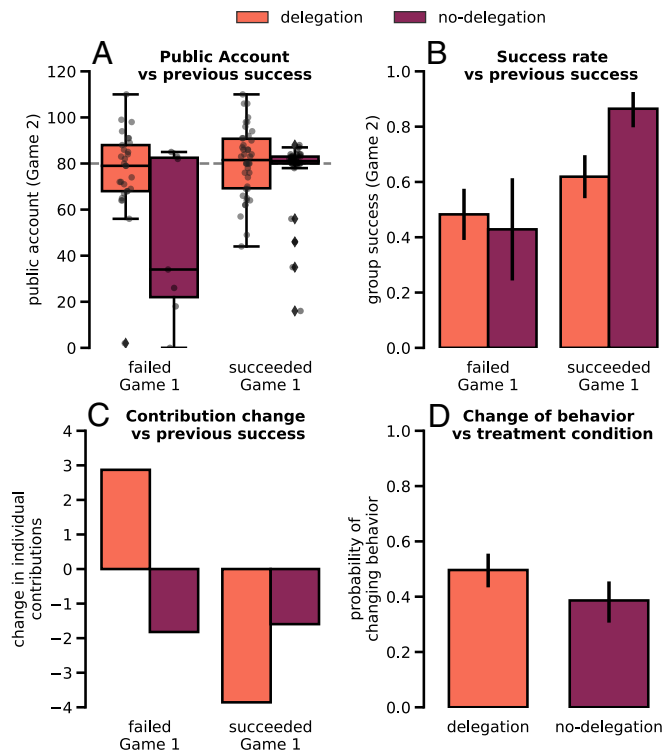 delegation no-delegation
A
Public Account
vs previous success
public account (Game 2)
120
100
80
60
40
20
0
failed
Game 1
succeeded
Game 1
B
Success rate
vs previous success
group success (Game 2)
1.0
0.8
0.6
0.4
0.2
0.0
failed
Game 1
succeeded
Game 1
C
Contribution change
vs previous success
change in individual
contributions
4
3
2
1
0
−1
−2
−3
−4
failed
Game 1
succeeded
Game 1
D
Change of behavior
vs treatment condition
probability of
changing behavior
1.0
0.8
0.6
0.4
0.2
0.0
delegation
no-delegation